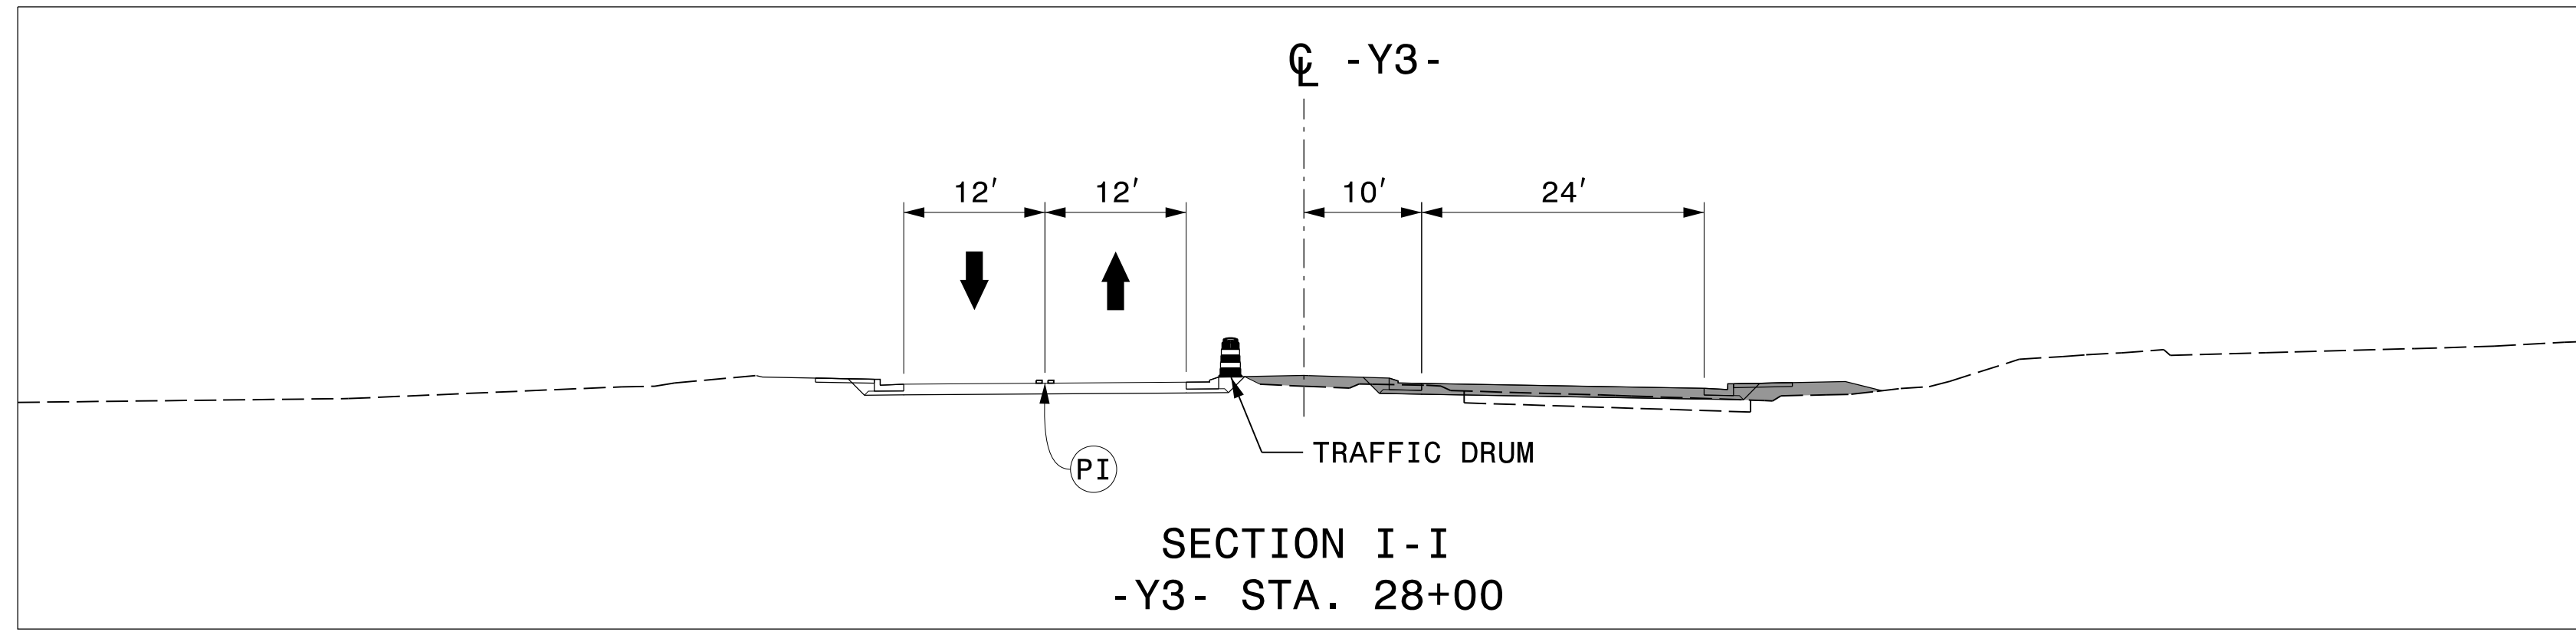 ℄ -Y3-
12' 12' 10' 24'
TRAFFIC DRUM
PI
SECTION I-I
-Y3- STA. 28+00